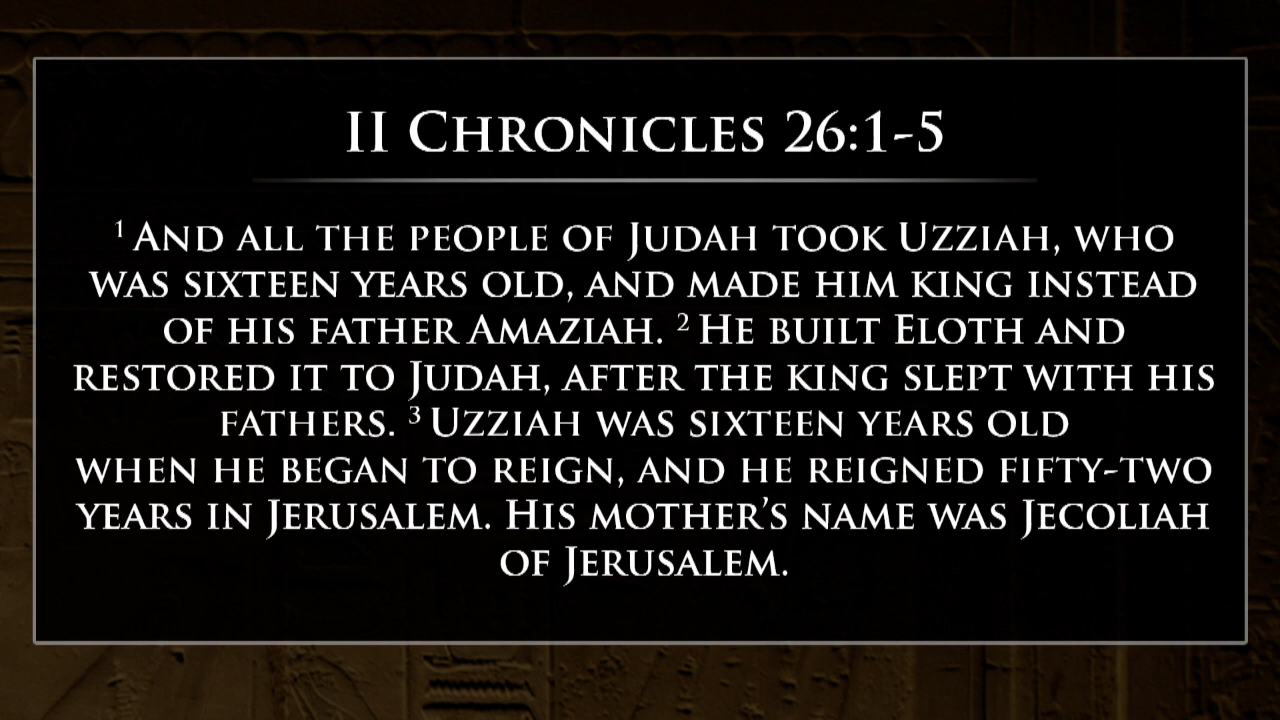 II Chronicles 26:1-5
1 And all the people of Judah took Uzziah, who
was sixteen years old, and made him king instead
of his father Amaziah. 2 He built Eloth and
restored it to Judah, after the king slept with his
fathers. 3 Uzziah was sixteen years old
when he began to reign, and he reigned fifty-two
years in Jerusalem. His mother’s name was Jecoliah
of Jerusalem.